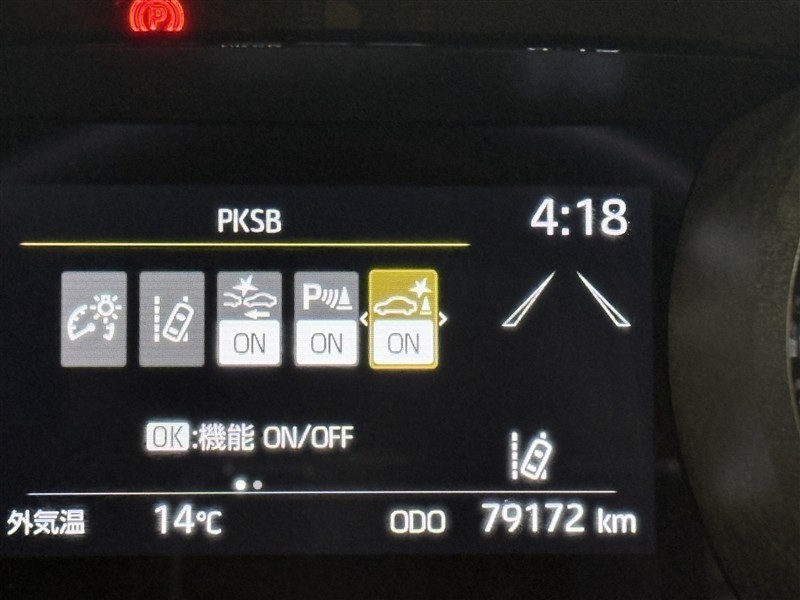 P
PKSB
4:18
P
ON
ON
ON
OK:機能 ON/OFF
外気温 14℃ ODO 79172 km